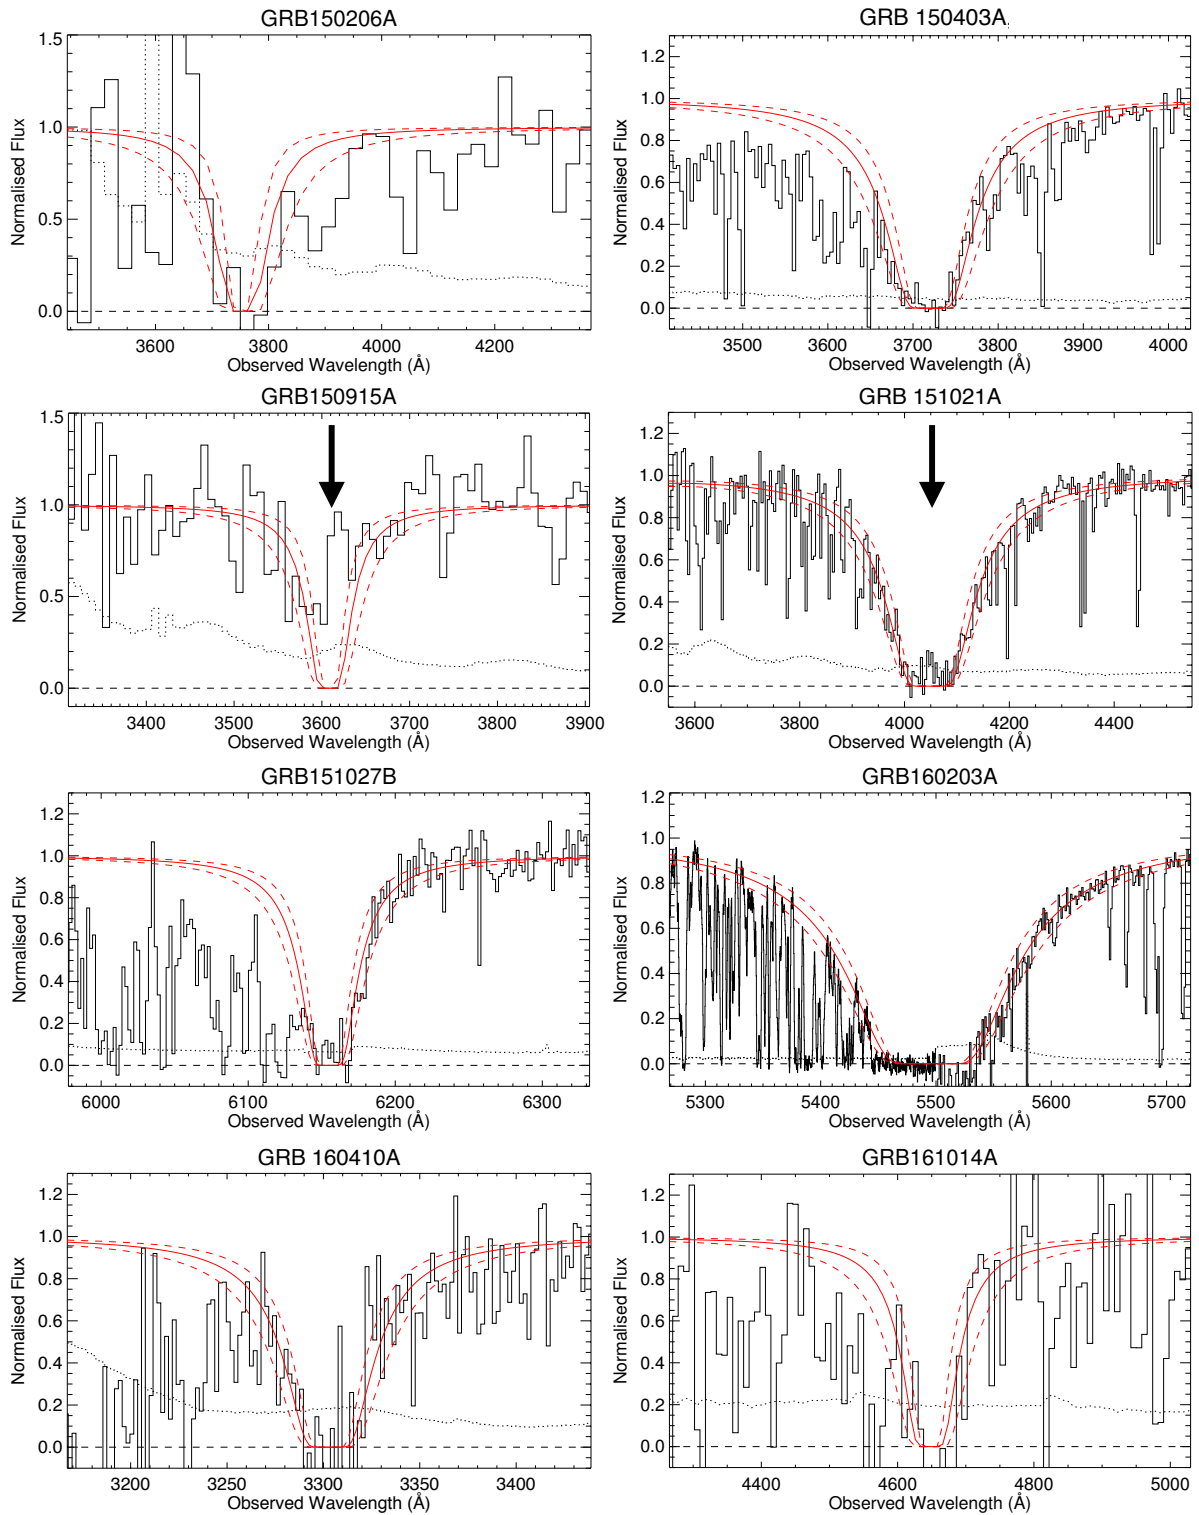 GRB150206A
1.5
1.0
0.5
0.0
Normalised Flux
3600 3800 4000 4200
Observed Wavelength (Å)
GRB 150403A
1.2
1.0
0.8
0.6
0.4
0.2
0.0
Normalised Flux
3500 3600 3700 3800 3900 4000
Observed Wavelength (Å)
GRB150915A
1.5
1.0
0.5
0.0
Normalised Flux
3400 3500 3600 3700 3800 3900
Observed Wavelength (Å)
GRB 151021A
1.2
1.0
0.8
0.6
0.4
0.2
0.0
Normalised Flux
3600 3800 4000 4200 4400
Observed Wavelength (Å)
GRB151027B
1.2
1.0
0.8
0.6
0.4
0.2
0.0
Normalised Flux
6000 6100 6200 6300
Observed Wavelength (Å)
GRB160203A
1.2
1.0
0.8
0.6
0.4
0.2
0.0
Normalised Flux
5300 5400 5500 5600 5700
Observed Wavelength (Å)
GRB 160410A
1.2
1.0
0.8
0.6
0.4
0.2
0.0
Normalised Flux
3200 3250 3300 3350 3400
Observed Wavelength (Å)
GRB161014A
1.2
1.0
0.8
0.6
0.4
0.2
0.0
Normalised Flux
4400 4600 4800 5000
Observed Wavelength (Å)